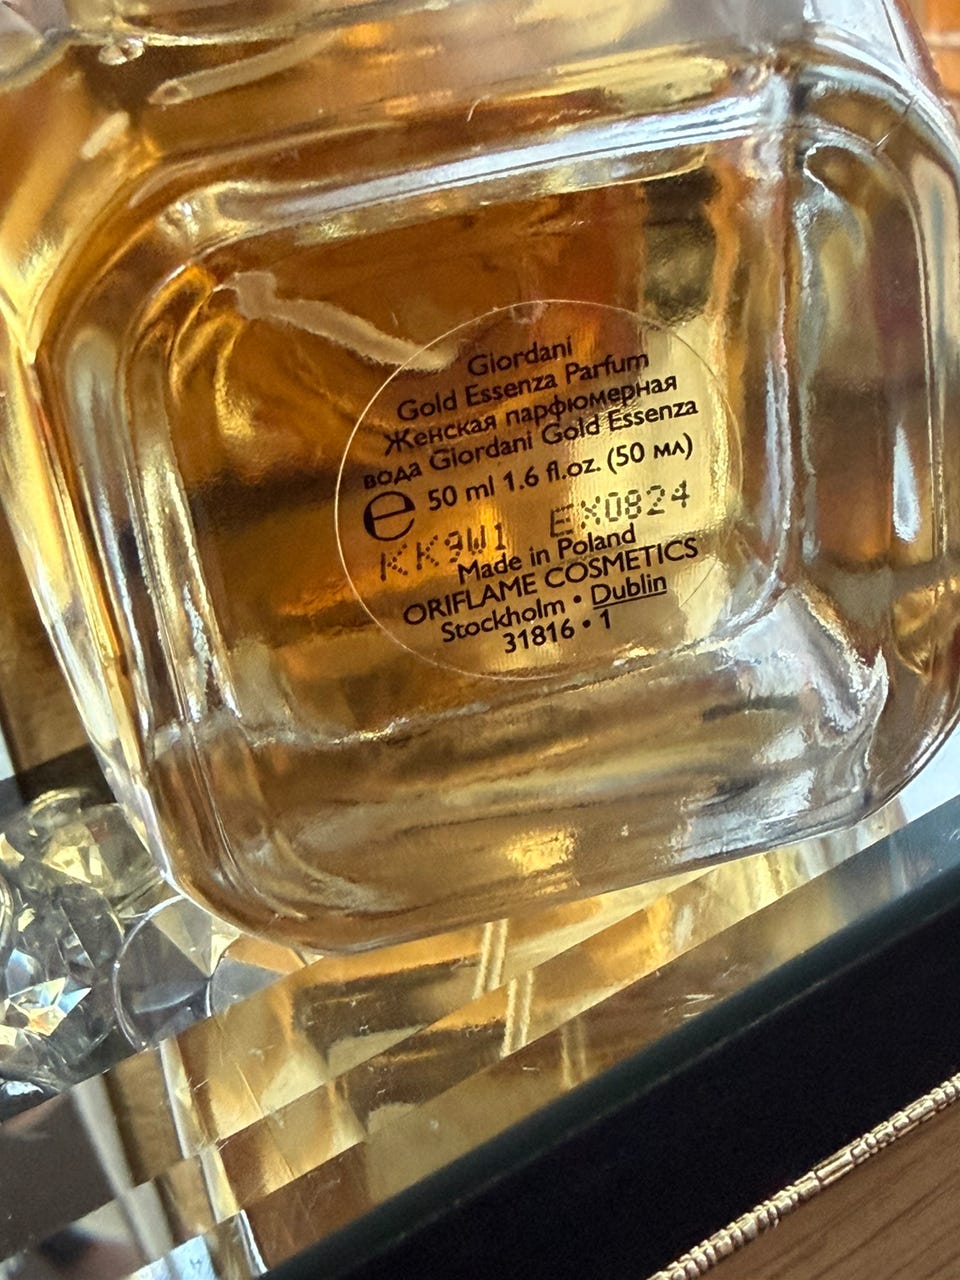 Giordani
Gold Essenza Parfum
Женская парфюмерная
вода Giordani Gold Essenza
e 50 ml 1.6 fl.oz. (50 мл)
KK9W1 EX0824
Made in Poland
ORIFLAME COSMETICS
Stockholm • Dublin
31816 • 1